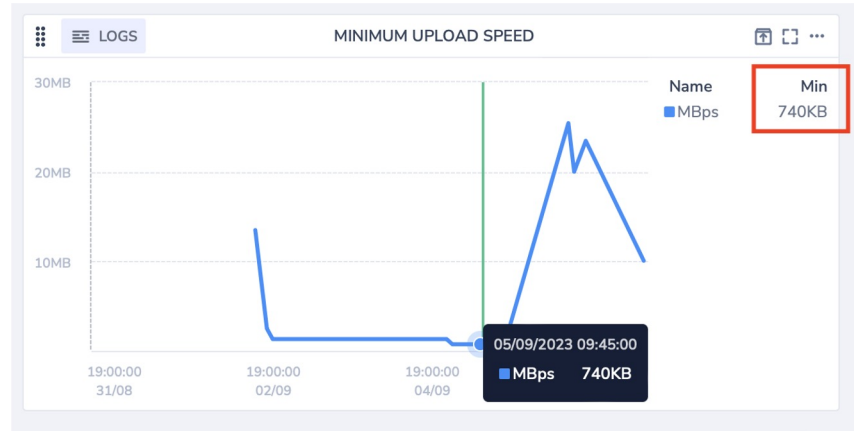 LOGS
MINIMUM UPLOAD SPEED
30MB
20MB
10MB
19:00:00
31/08
19:00:00
02/09
19:00:00
04/09
05/09/2023 09:45:00
MBps 740KB
Name Min
MBps 740KB